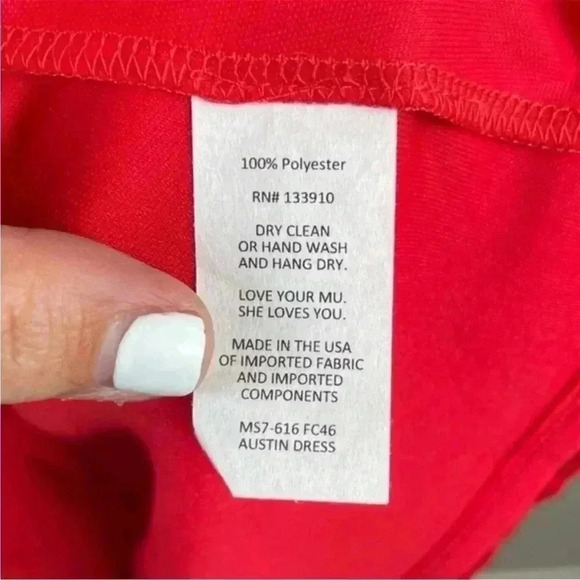 100% Polyester
RN# 133910
DRY CLEAN
OR HAND WASH
AND HANG DRY.
LOVE YOUR MU.
SHE LOVES YOU.
MADE IN THE USA
OF IMPORTED FABRIC
AND IMPORTED
COMPONENTS
MS7-616 FC46
AUSTIN DRESS